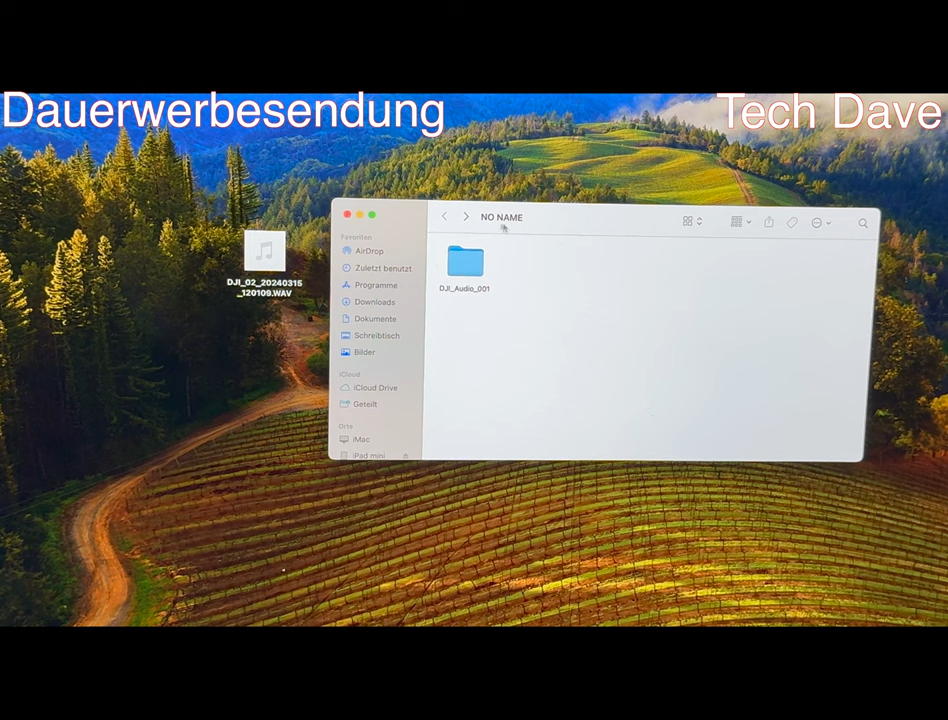 Dauerwerbesendung
Tech Dave
NO NAME
DJI_02_20240315
_120109.WAV
Favoriten
AirDrop
Zuletzt benutzt
Programme
Downloads
Dokumente
Schreibtisch
Bilder
iCloud
iCloud Drive
Geteilt
Orte
iMac
iPad mini
DJI_Audio_001